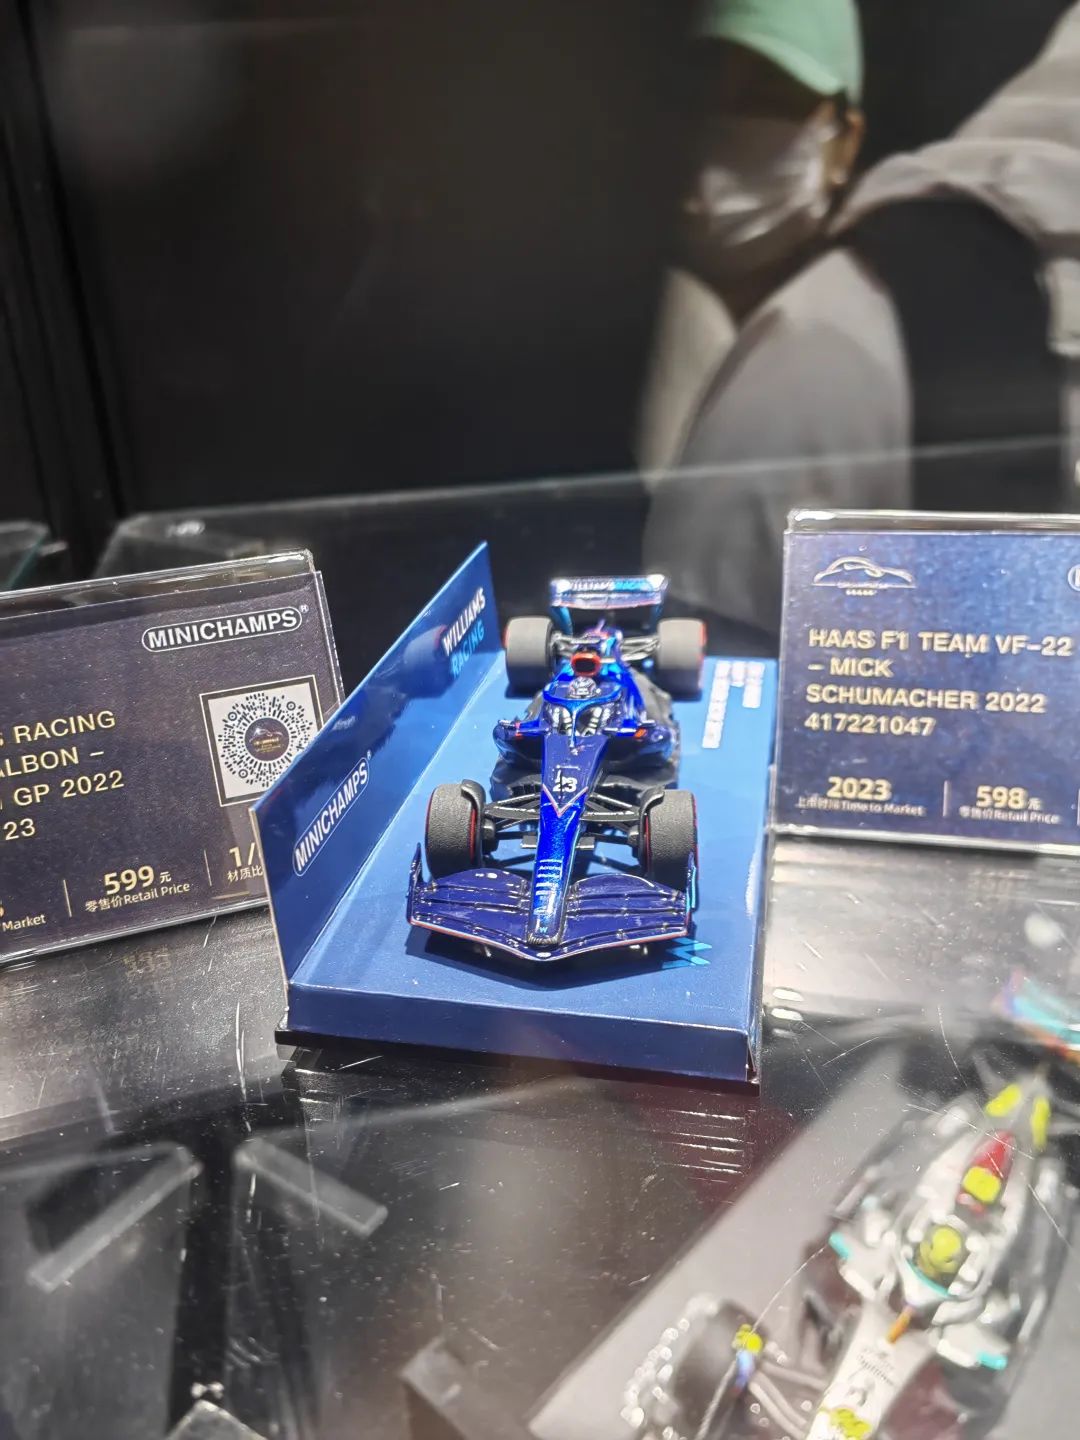 MINICHAMPS®
RACING
ALBON –
GP 2022
23
599元
零售价Retail Price
Market
1/
材质比
WILLIAMS
RACING
MINICHAMPS
WILLIAMS
23
HAAS F1 TEAM VF-22
– MICK
SCHUMACHER 2022
417221047
2023
上市时间Time to Market
598元
零售价Retail Price